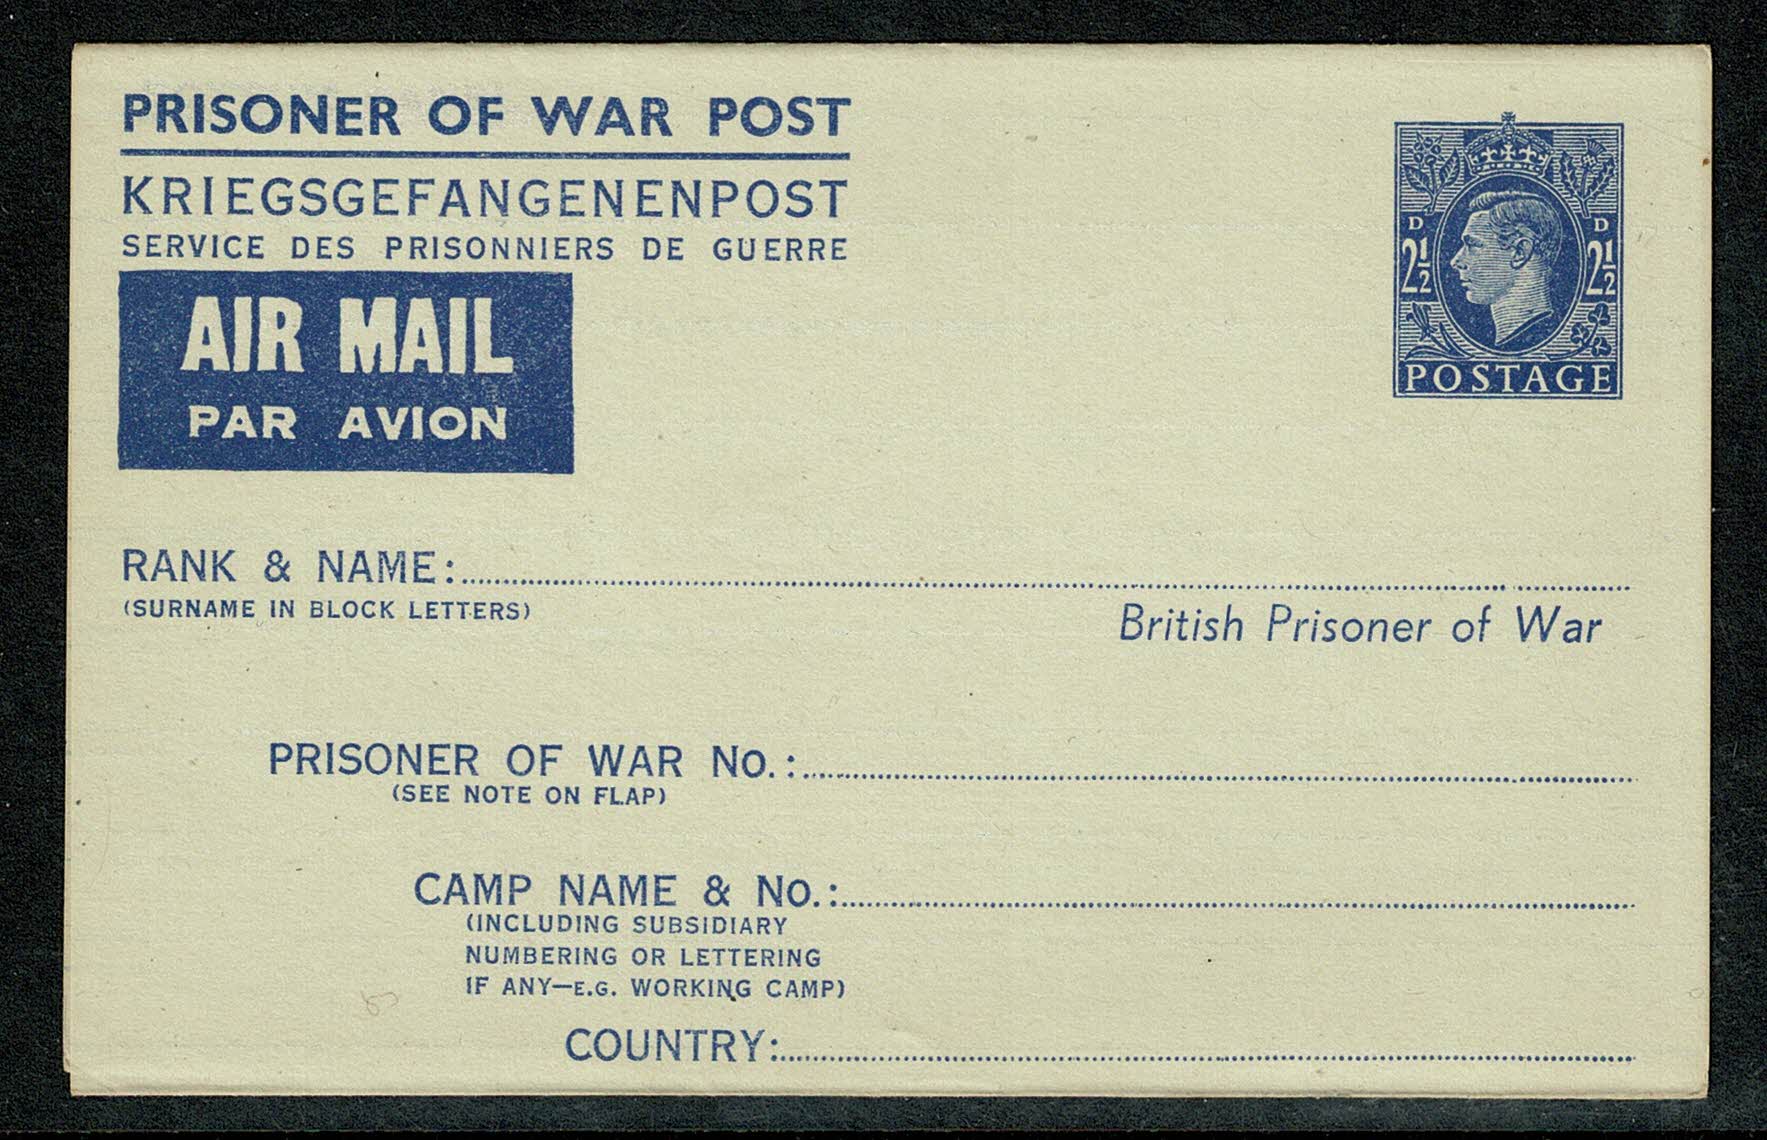 PRISONER OF WAR POST
KRIEGSGEFANGENENPOST
SERVICE DES PRISONNIERS DE GUERRE
AIR MAIL
PAR AVION
D D
2½ 2½
POSTAGE
RANK & NAME:
(SURNAME IN BLOCK LETTERS)
British Prisoner of War
PRISONER OF WAR No.:
(SEE NOTE ON FLAP)
CAMP NAME & No.:
(INCLUDING SUBSIDIARY
NUMBERING OR LETTERING
IF ANY—E.G. WORKING CAMP)
COUNTRY: